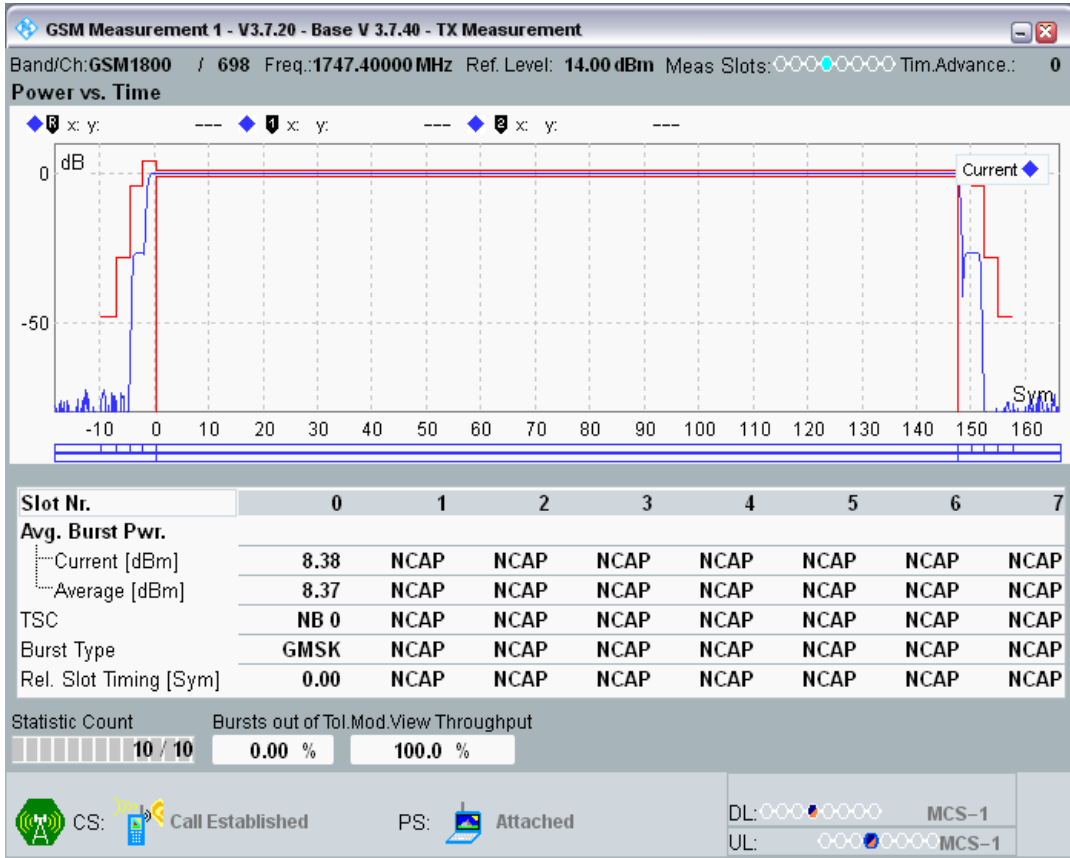 GSM Measurement 1 - V3.7.20 - Base V 3.7.40 - TX Measurement
Band/Ch:GSM1800 / 698 Freq.:1747.40000 MHz Ref. Level: 14.00 dBm Meas Slots: Tim.Advance.: 0
Power vs. Time
R x: y: --- 1 x: y: --- 2 x: y: ---
dB
Current
0
-50
Sym
-10 0 10 20 30 40 50 60 70 80 90 100 110 120 130 140 150 160
Slot Nr. 0 1 2 3 4 5 6 7
Avg. Burst Pwr.
Current [dBm] 8.38 NCAP NCAP NCAP NCAP NCAP NCAP NCAP
Average [dBm] 8.37 NCAP NCAP NCAP NCAP NCAP NCAP NCAP
TSC NB 0 NCAP NCAP NCAP NCAP NCAP NCAP NCAP
Burst Type GMSK NCAP NCAP NCAP NCAP NCAP NCAP NCAP
Rel. Slot Timing [Sym] 0.00 NCAP NCAP NCAP NCAP NCAP NCAP NCAP
Statistic Count Bursts out of Tol.Mod.View Throughput
10 / 10 0.00 % 100.0 %
CS: Call Established PS: Attached
DL: MCS-1
UL: MCS-1